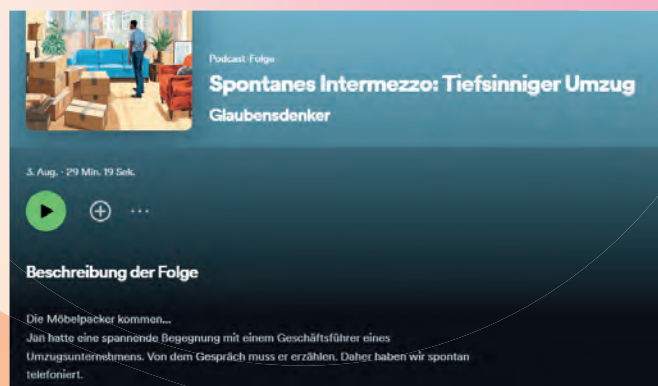 Podcast-Folge
Spontanes Intermezzo: Tiefsinniger Umzug
Glaubensdenker
3. Aug. · 29 Min. 19 Sek.
Beschreibung der Folge
Die Möbelpacker kommen...
Jan hatte eine spannende Begegnung mit einem Geschäftsführer eines
Umzugsunternehmens. Von dem Gespräch muss er erzählen. Daher haben wir spontan
telefoniert.